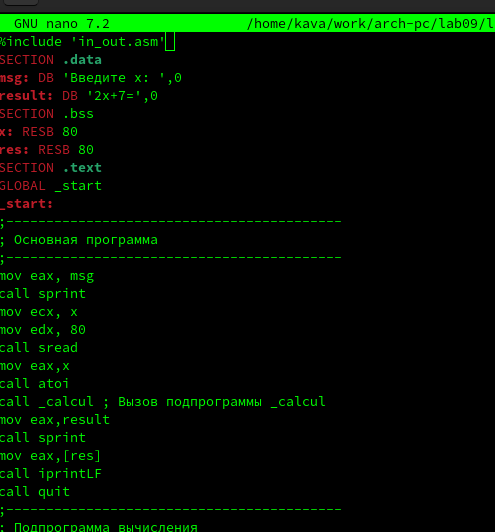 GNU nano 7.2 /home/kava/work/arch-pc/lab09/l
%include 'in_out.asm'
SECTION .data
msg: DB 'Введите x: ',0
result: DB '2x+7=',0
SECTION .bss
x: RESB 80
res: RESB 80
SECTION .text
GLOBAL _start
_start:
;------------------------------------------
; Основная программа
;------------------------------------------
mov eax, msg
call sprint
mov ecx, x
mov edx, 80
call sread
mov eax,x
call atoi
call _calcul ; Вызов подпрограммы _calcul
mov eax,result
call sprint
mov eax,[res]
call iprintLF
call quit
;------------------------------------------
; Подпрограмма вычисления